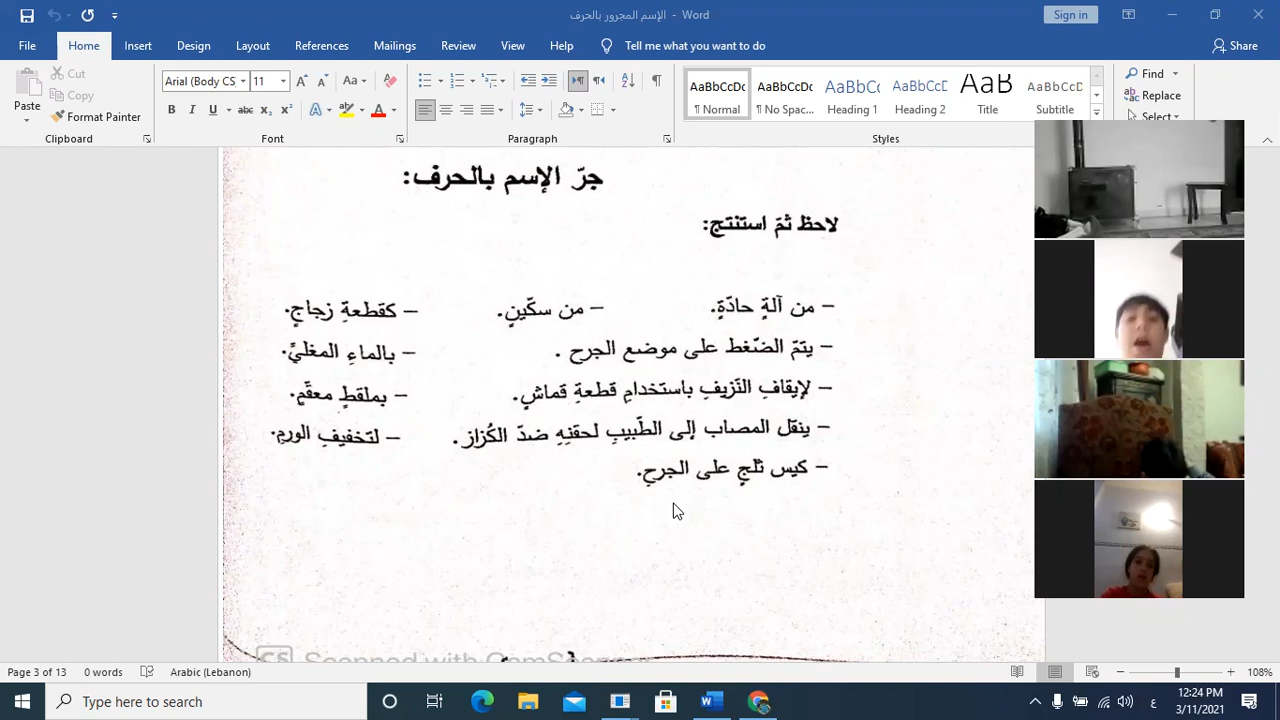 الإسم المجرور بالحرف - Word
Sign in
File Home Insert Design Layout References Mailings Review View Help Tell me what you want to do Share
Paste
Cut
Copy
Format Painter
Clipboard
Arial (Body CS 11
Font
Paragraph
AaBbCcDc AaBbCcDc AaBbCc AaBbCcD AaB AaBbCcD
¶ Normal ¶ No Spac... Heading 1 Heading 2 Title Subtitle
Styles
Find
Replace
Select
جرّ الإسم بالحرف:
لاحظ ثمّ استنتج:
– من آلةٍ حادّةٍ. – من سكّينٍ. – كقطعةِ زجاجٍ.
– يتمّ الضّغط على موضع الجرح . – بالماءِ المغليِّ.
– لإيقافِ النّزيفِ باستخدامِ قطعةِ قماشٍ. – بملقطٍ معقّمٍ.
– ينقل المصاب إلى الطّبيبِ لحقنِهِ ضدّ الكُزاز. – لتخفيفِ الورمِ.
– كيس ثلجٍ على الجرحِ.
CS Scanned with CamScanner
Page 3 of 13 0 words Arabic (Lebanon) 108%
Type here to search
ع
12:24 PM
3/11/2021